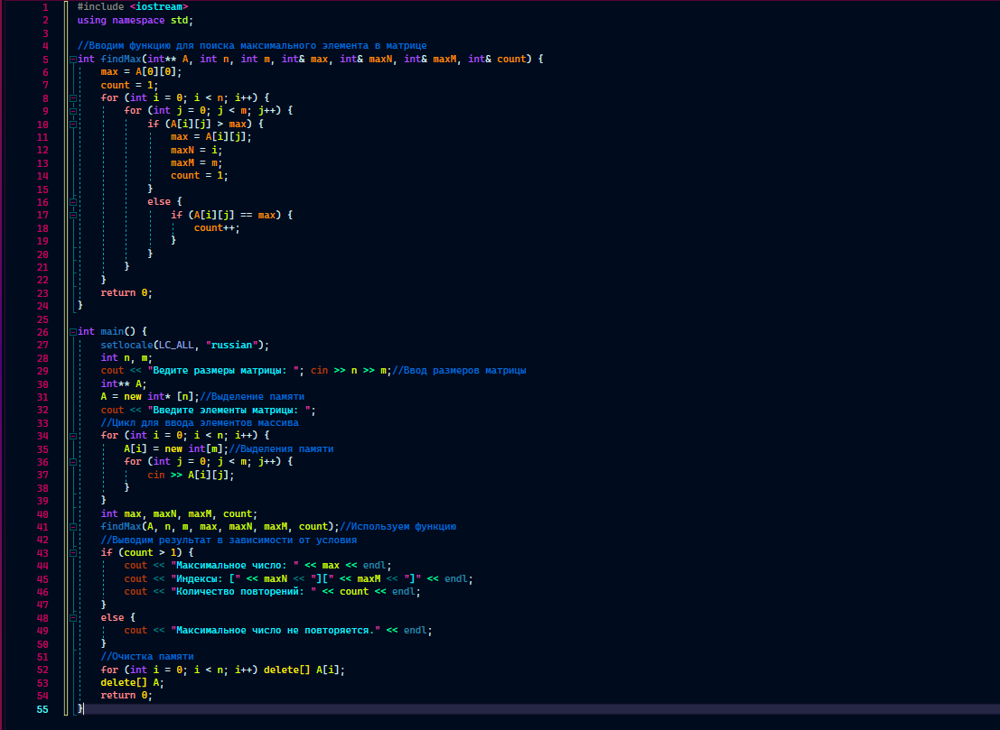 1 #include <iostream>
2 using namespace std;
3
4 //Вводим функцию для поиска максимального элемента в матрице
5 int findMax(int** A, int n, int m, int& max, int& maxN, int& maxM, int& count) {
6 max = A[0][0];
7 count = 1;
8 for (int i = 0; i < n; i++) {
9 for (int j = 0; j < m; j++) {
10 if (A[i][j] > max) {
11 max = A[i][j];
12 maxN = i;
13 maxM = m;
14 count = 1;
15 }
16 else {
17 if (A[i][j] == max) {
18 count++;
19 }
20 }
21 }
22 }
23 return 0;
24 }
25
26 int main() {
27 setlocale(LC_ALL, "russian");
28 int n, m;
29 cout << "Ведите размеры матрицы: "; cin >> n >> m;//Ввод размеров матрицы
30 int** A;
31 A = new int* [n];//Выделение памяти
32 cout << "Введите элементы матрицы: ";
33 //Цикл для ввода элементов массива
34 for (int i = 0; i < n; i++) {
35 A[i] = new int[m];//Выделения памяти
36 for (int j = 0; j < m; j++) {
37 cin >> A[i][j];
38 }
39 }
40 int max, maxN, maxM, count;
41 findMax(A, n, m, max, maxN, maxM, count);//Используем функцию
42 //Выводим результат в зависимости от условия
43 if (count > 1) {
44 cout << "Максимальное число: " << max << endl;
45 cout << "Индексы: [" << maxN << "][" << maxM << "]" << endl;
46 cout << "Количество повторений: " << count << endl;
47 }
48 else {
49 cout << "Максимальное число не повторяется." << endl;
50 }
51 //Очистка памяти
52 for (int i = 0; i < n; i++) delete[] A[i];
53 delete[] A;
54 return 0;
55 }